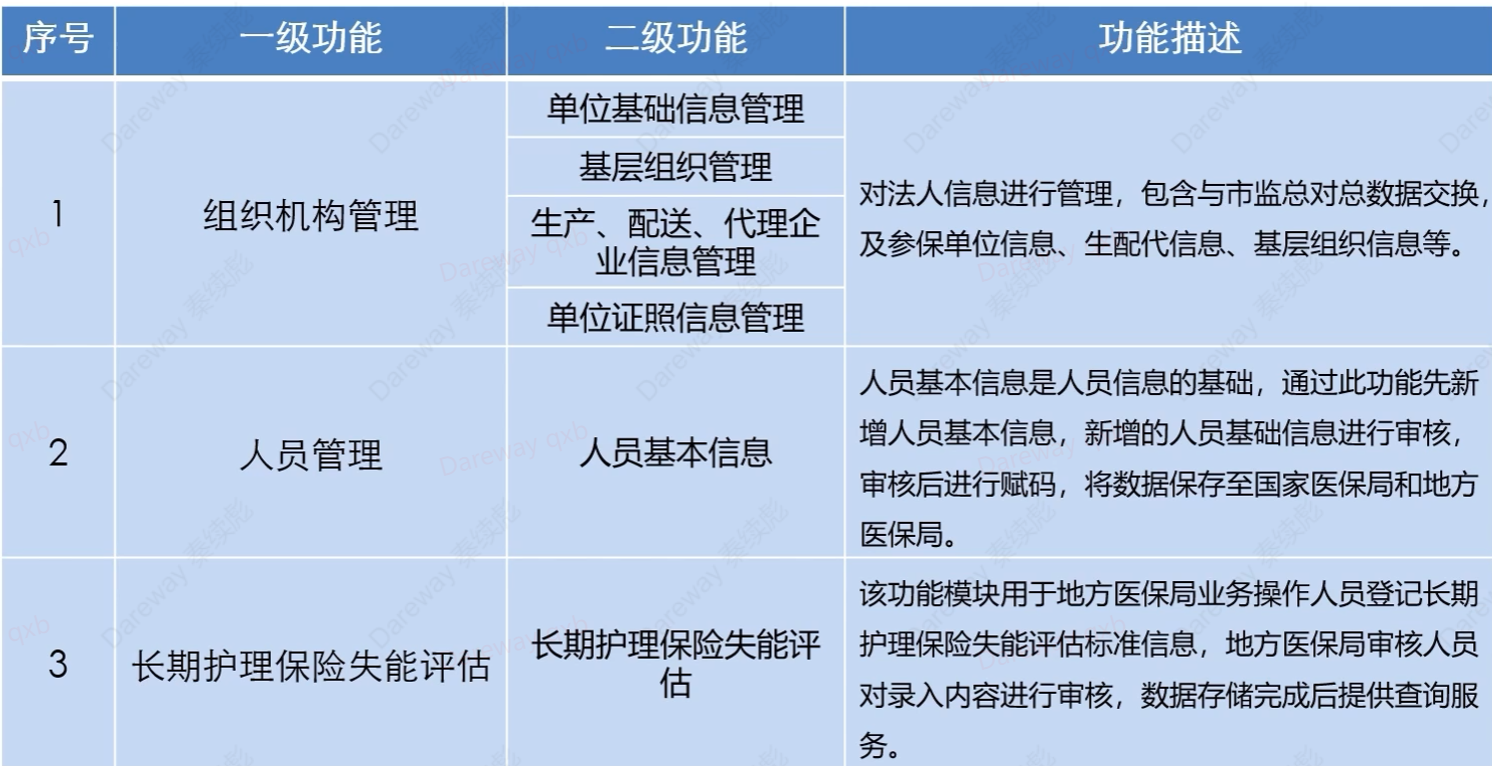 序号 一级功能 二级功能 功能描述
1
组织机构管理
单位基础信息管理
基层组织管理
生产、配送、代理企
业信息管理
单位证照信息管理
对法人信息进行管理，包含与市监总对总数据交换，
及参保单位信息、生配代信息、基层组织信息等。
2
人员管理
人员基本信息
人员基本信息是人员信息的基础，通过此功能先新
增人员基本信息，新增的人员基础信息进行审核，
审核后进行赋码，将数据保存至国家医保局和地方
医保局。
3
长期护理保险失能评估
长期护理保险失能评
估
该功能模块用于地方医保局业务操作人员登记长期
护理保险失能评估标准信息，地方医保局审核人员
对录入内容进行审核，数据存储完成后提供查询服
务。
Dareway 秦续彪
Dareway qxb